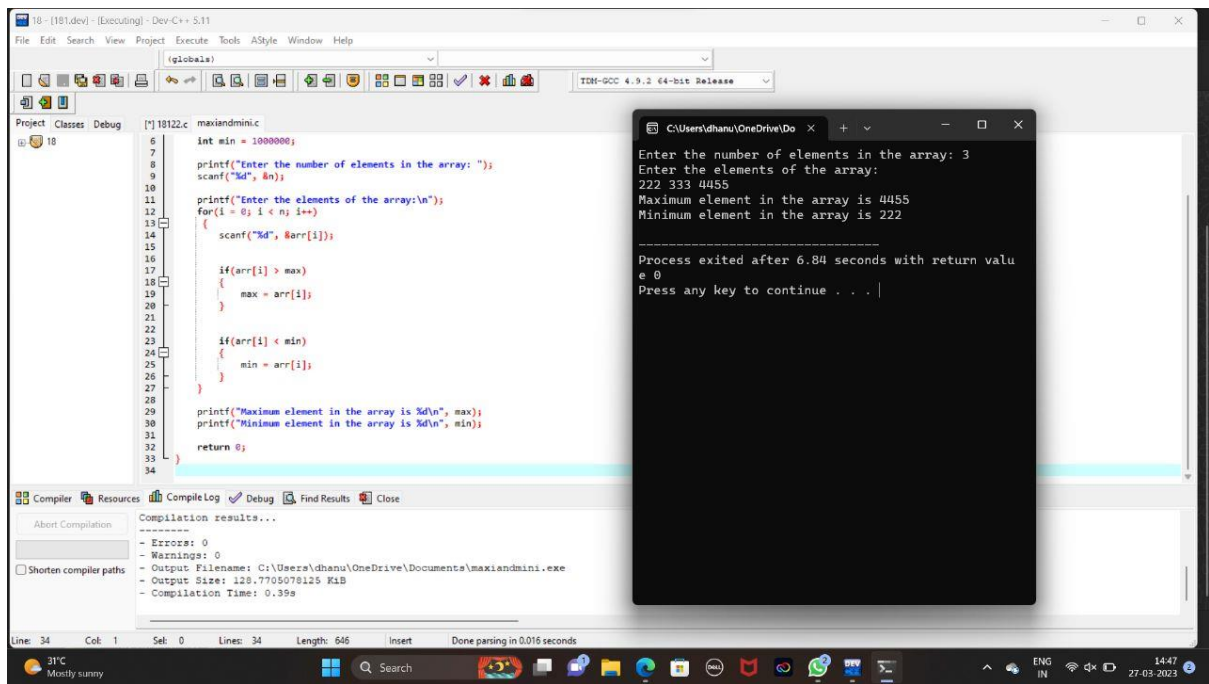 18 - [181.dev] - [Executing] - Dev-C++ 5.11
File Edit Search View Project Execute Tools AStyle Window Help
(globals)
TDM-GCC 4.9.2 64-bit Release
Project Classes Debug
[*] 18122.c maxiandmini.c
18
6 int min = 1000000;
7
8 printf("Enter the number of elements in the array: ");
9 scanf("%d", &n);
10
11 printf("Enter the elements of the array:\n");
12 for(i = 0; i < n; i++)
13 {
14 scanf("%d", &arr[i]);
15
16
17 if(arr[i] > max)
18 {
19 max = arr[i];
20 }
21
22
23 if(arr[i] < min)
24 {
25 min = arr[i];
26 }
27 }
28
29 printf("Maximum element in the array is %d\n", max);
30 printf("Minimum element in the array is %d\n", min);
31
32 return 0;
33 }
34
C:\Users\dhanu\OneDrive\Do
Enter the number of elements in the array: 3
Enter the elements of the array:
222 333 4455
Maximum element in the array is 4455
Minimum element in the array is 222
--------------------------------
Process exited after 6.84 seconds with return valu
e 0
Press any key to continue . . .
Compiler Resources Compile Log Debug Find Results Close
Abort Compilation
Shorten compiler paths
Compilation results...
--------
- Errors: 0
- Warnings: 0
- Output Filename: C:\Users\dhanu\OneDrive\Documents\maxiandmini.exe
- Output Size: 128.7705078125 KiB
- Compilation Time: 0.39s
Line: 34 Col: 1 Sel: 0 Lines: 34 Length: 646 Insert Done parsing in 0.016 seconds
31°C
Mostly sunny
Search
ENG
IN
14:47
27-03-2023
2